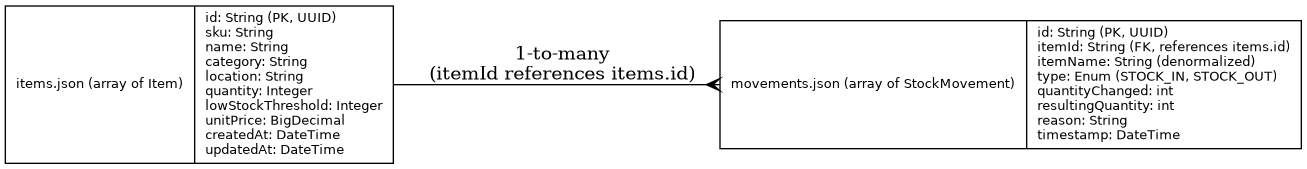 items.json (array of Item)
id: String (PK, UUID)
sku: String
name: String
category: String
location: String
quantity: Integer
lowStockThreshold: Integer
unitPrice: BigDecimal
createdAt: DateTime
updatedAt: DateTime
1-to-many
(itemId references items.id)
movements.json (array of StockMovement)
id: String (PK, UUID)
itemId: String (FK, references items.id)
itemName: String (denormalized)
type: Enum (STOCK_IN, STOCK_OUT)
quantityChanged: int
resultingQuantity: int
reason: String
timestamp: DateTime